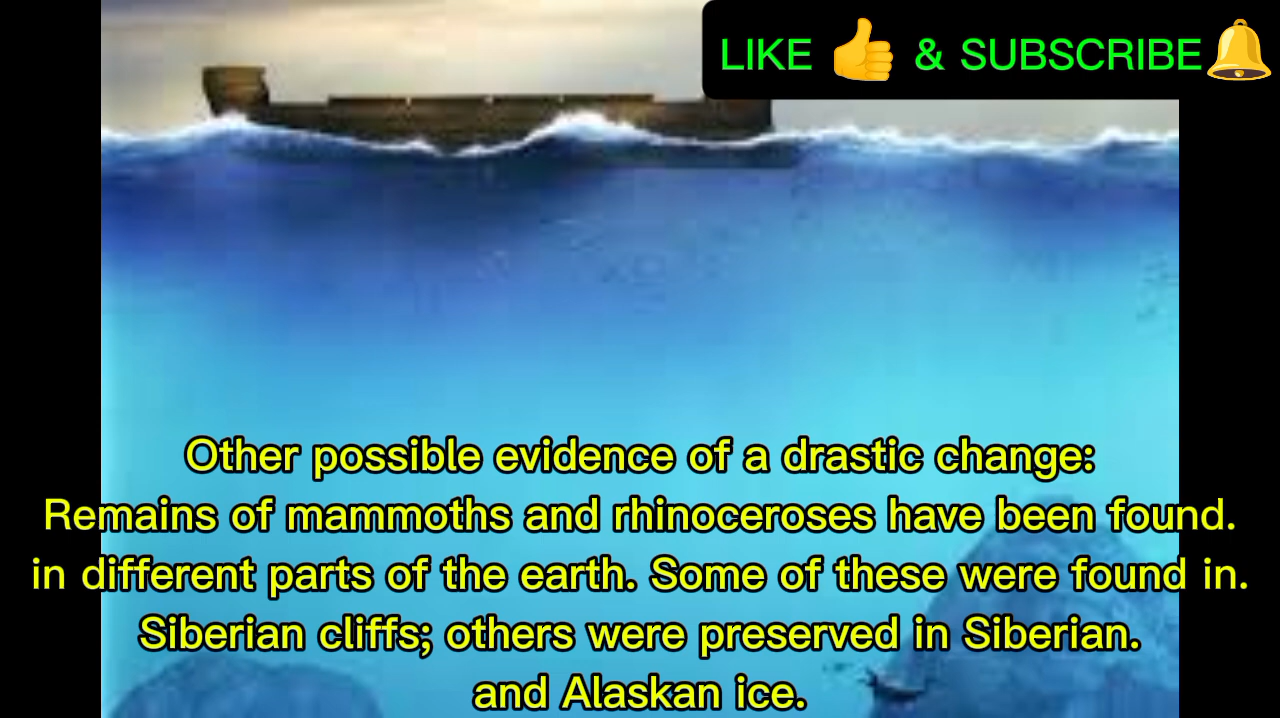 LIKE 👍 & SUBSCRIBE🔔
Other possible evidence of a drastic change:
Remains of mammoths and rhinoceroses have been found.
in different parts of the earth. Some of these were found in.
Siberian cliffs; others were preserved in Siberian.
and Alaskan ice.